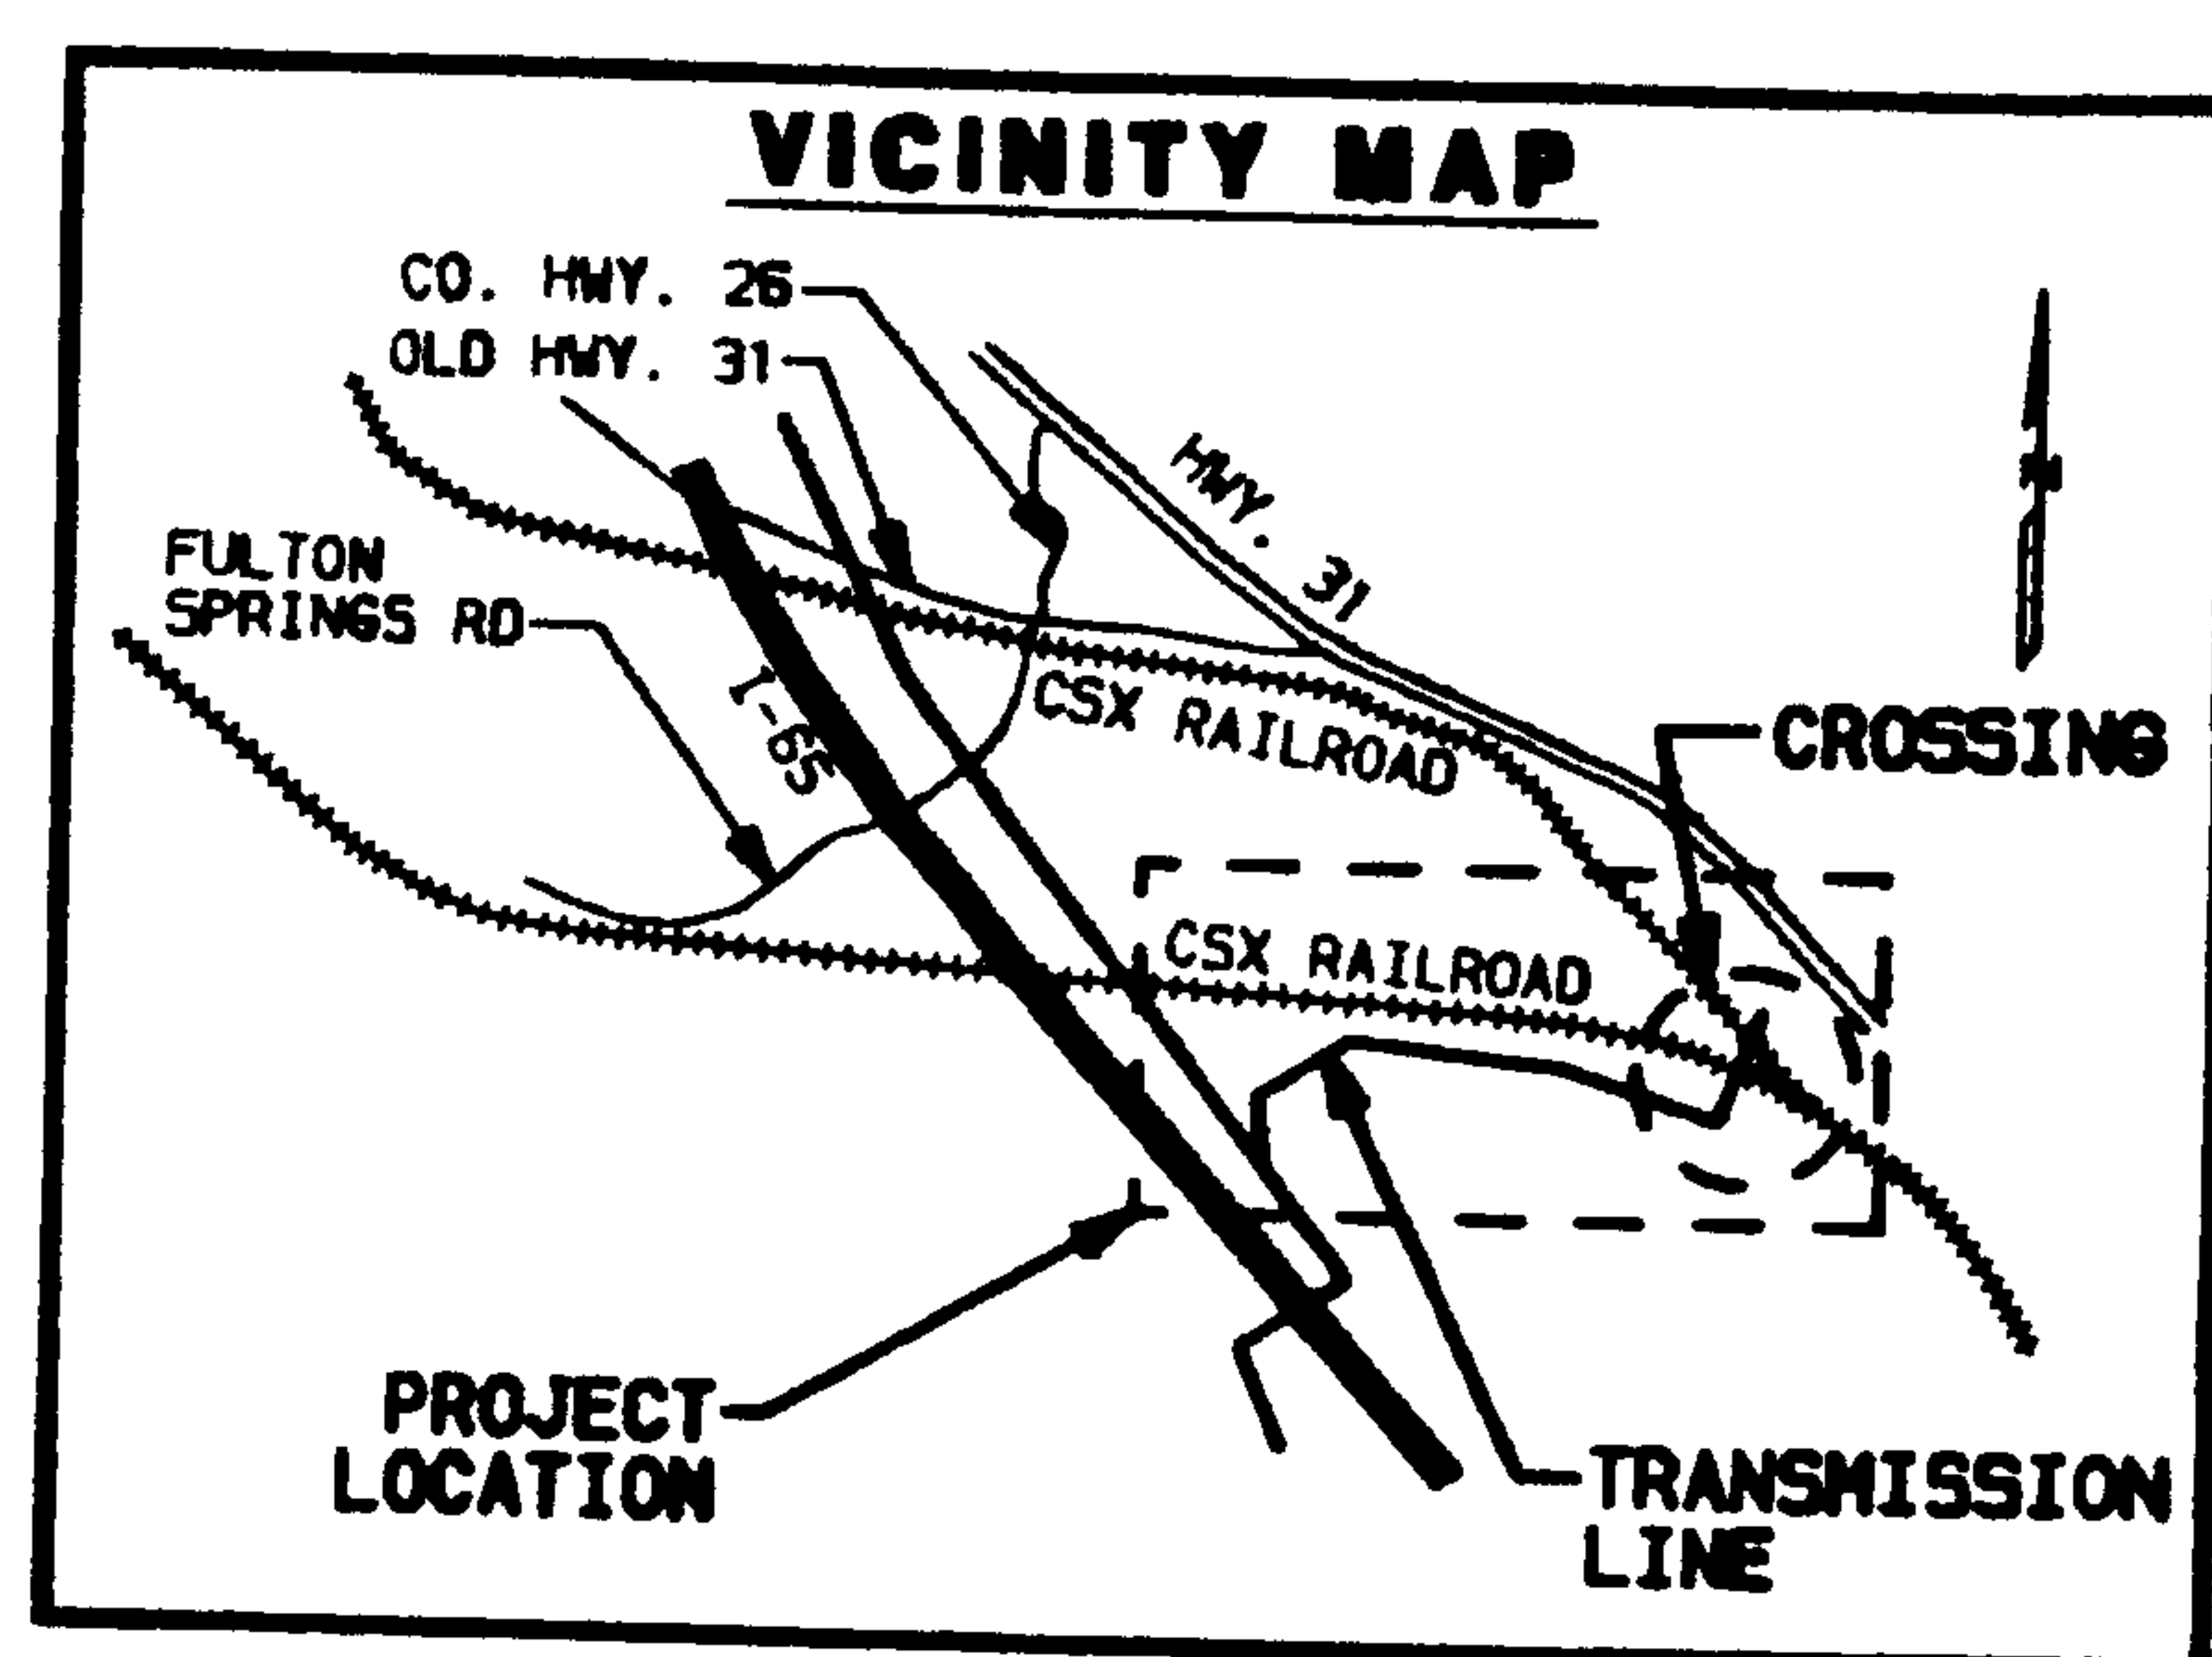 VICINITY MAP
CO. HWY. 26
OLD HWY. 31
HWY. 31
FULTON
SPRINGS RD
I-65
CSX RAILROAD
CROSSING
CSX RAILROAD
PROJECT
LOCATION
TRANSMISSION
LINE